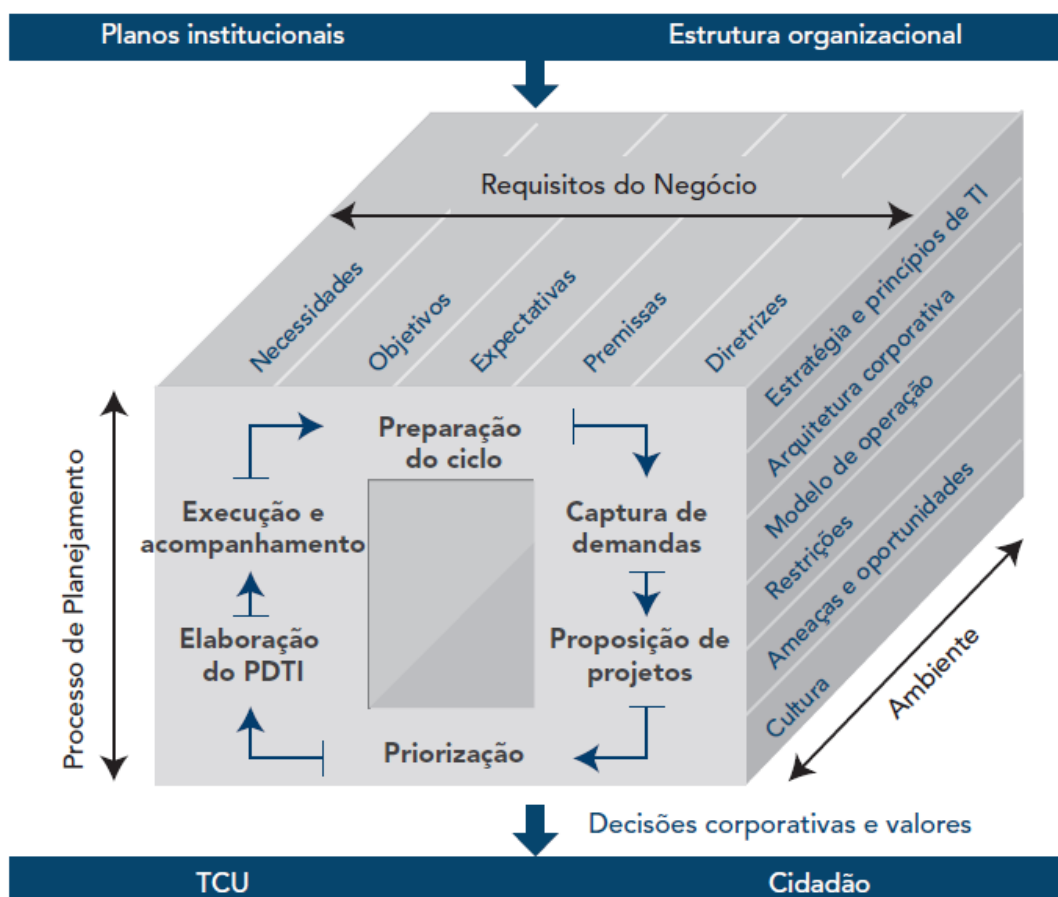 Planos institucionais
Estrutura organizacional
Requisitos do Negócio
Necessidades
Objetivos
Expectativas
Premissas
Diretrizes
Estratégia e princípios de TI
Arquitetura corporativa
Modelo de operação
Restrições
Ameaças e oportunidades
Cultura
Ambiente
Processo de Planejamento
Preparação
do ciclo
Captura de
demandas
Proposição de
projetos
Priorização
Elaboração
do PDTI
Execução e
acompanhamento
Decisões corporativas e valores
TCU
Cidadão